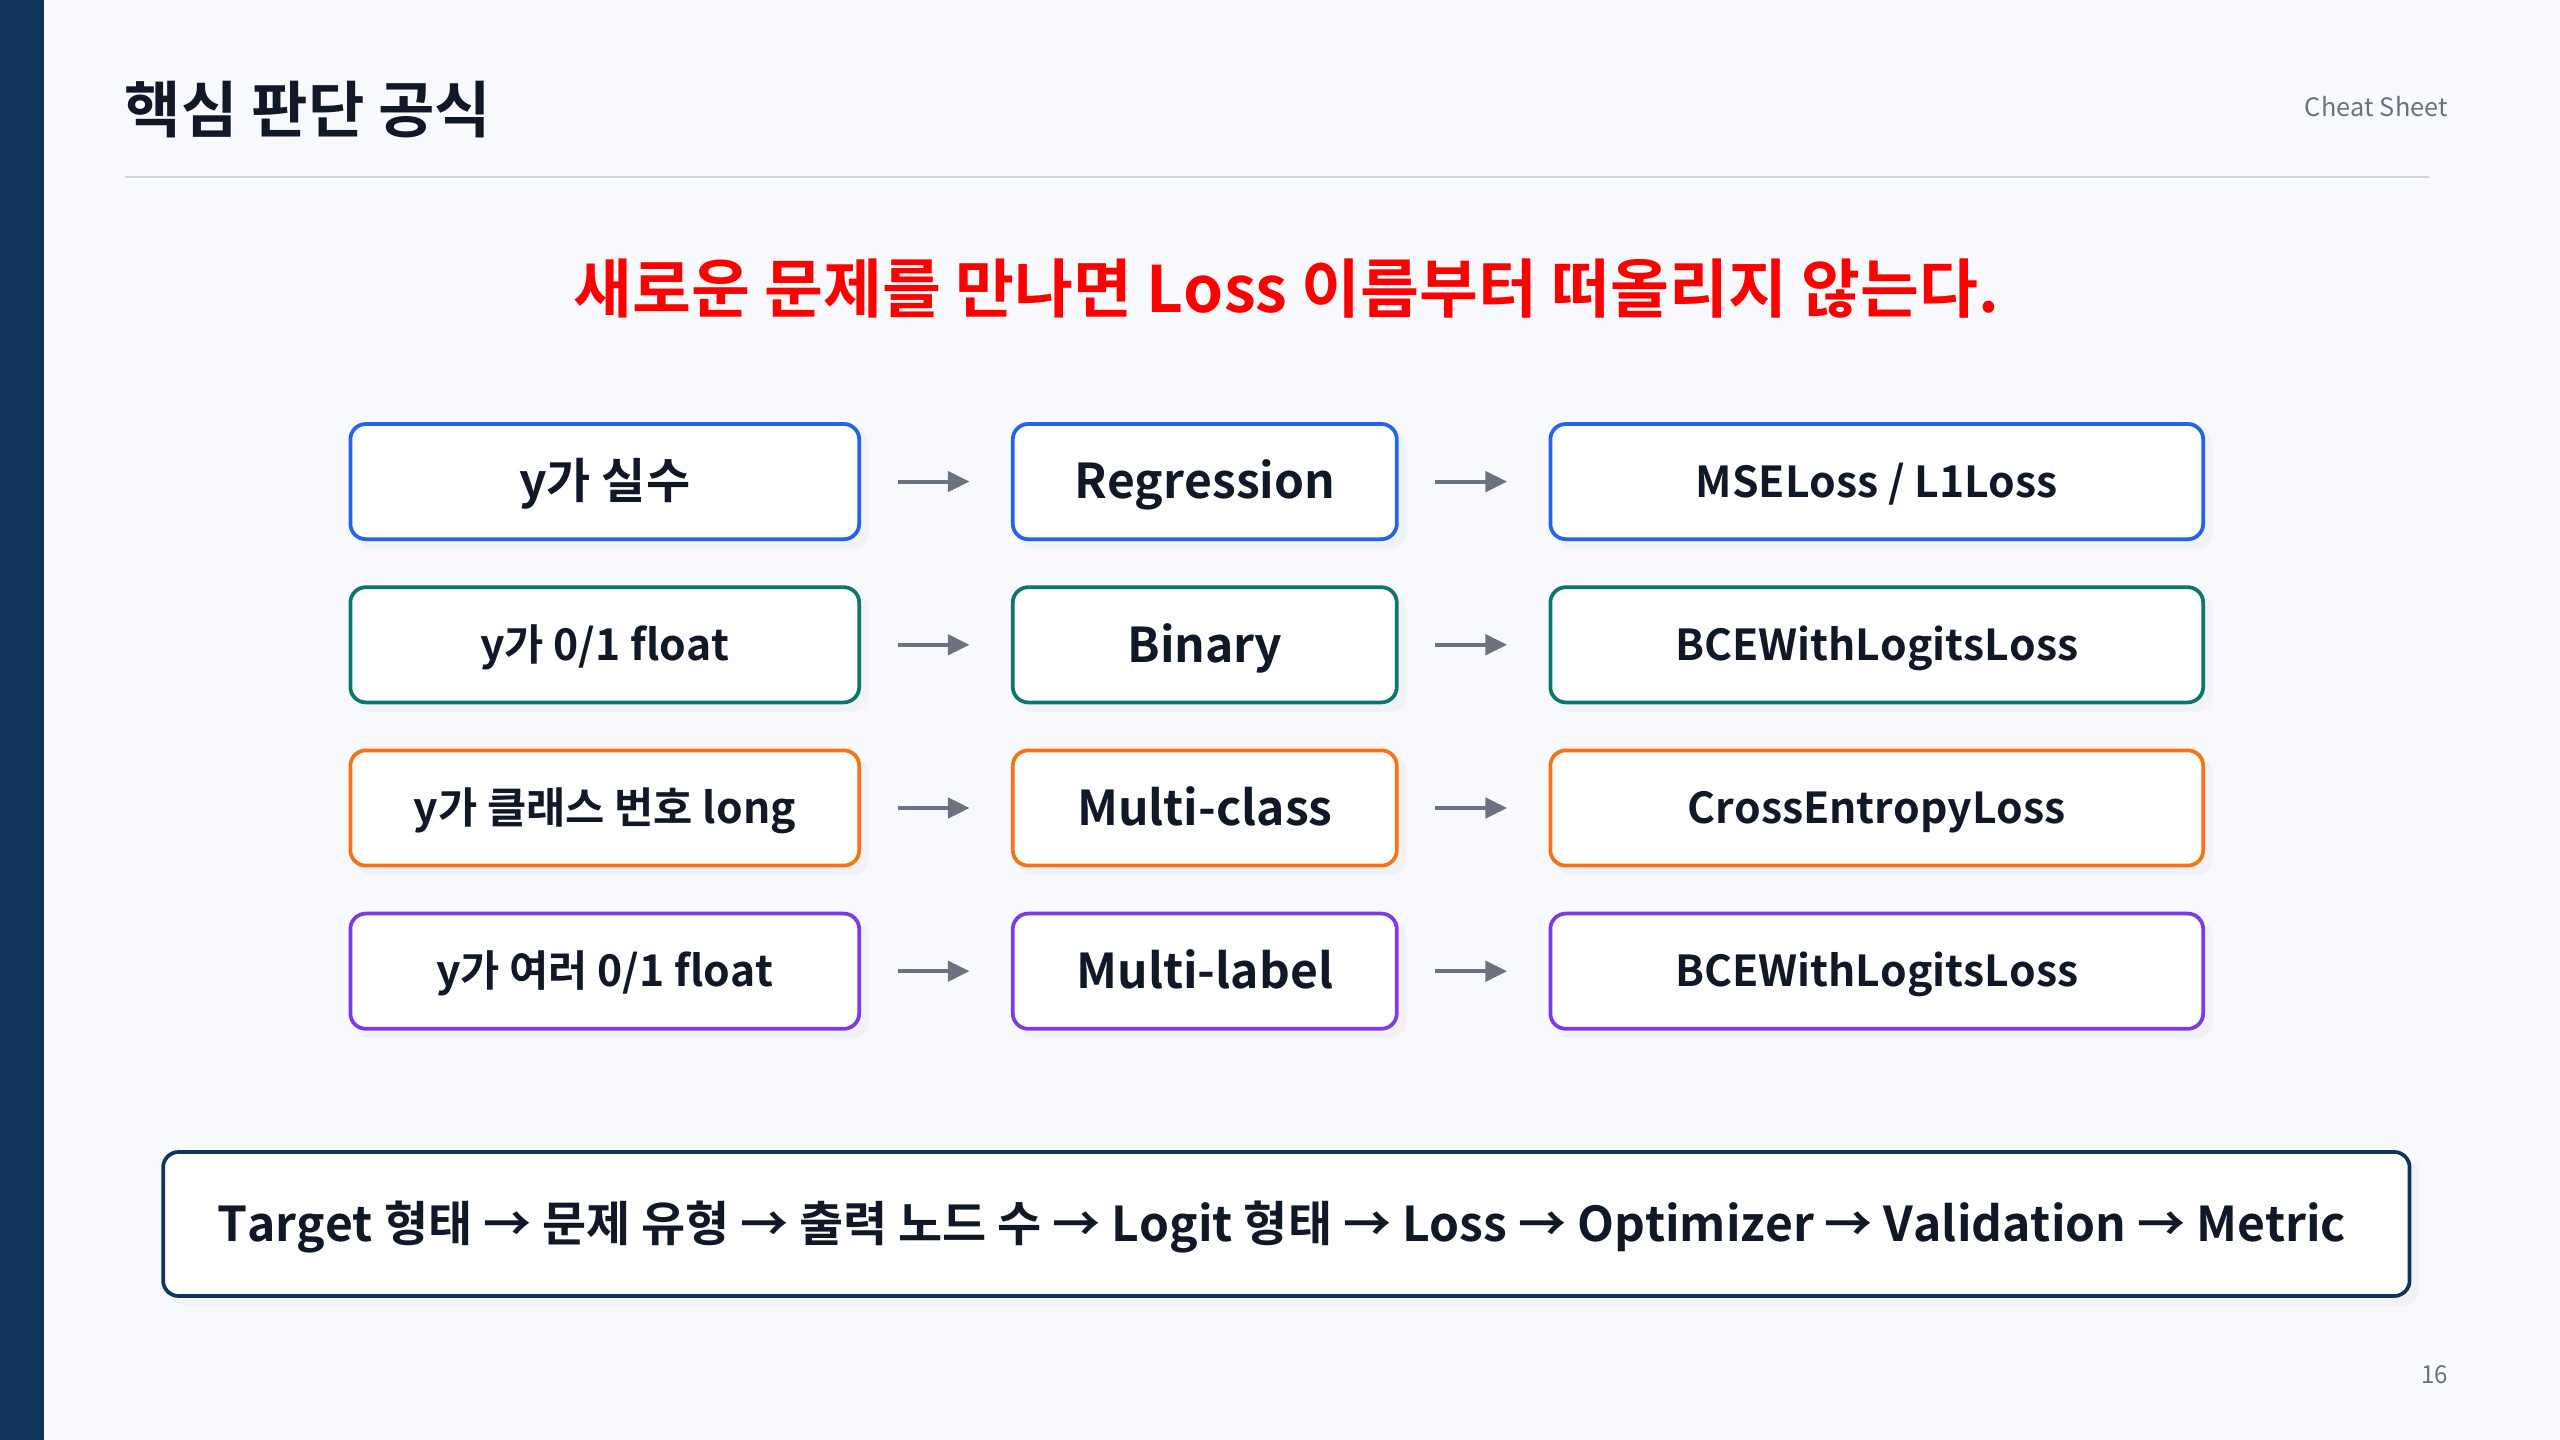 핵심 판단 공식
Cheat Sheet
새로운 문제를 만나면 Loss 이름부터 떠올리지 않는다.
y가 실수 → Regression → MSELoss / L1Loss
y가 0/1 float → Binary → BCEWithLogitsLoss
y가 클래스 번호 long → Multi-class → CrossEntropyLoss
y가 여러 0/1 float → Multi-label → BCEWithLogitsLoss
Target 형태 → 문제 유형 → 출력 노드 수 → Logit 형태 → Loss → Optimizer → Validation → Metric
16